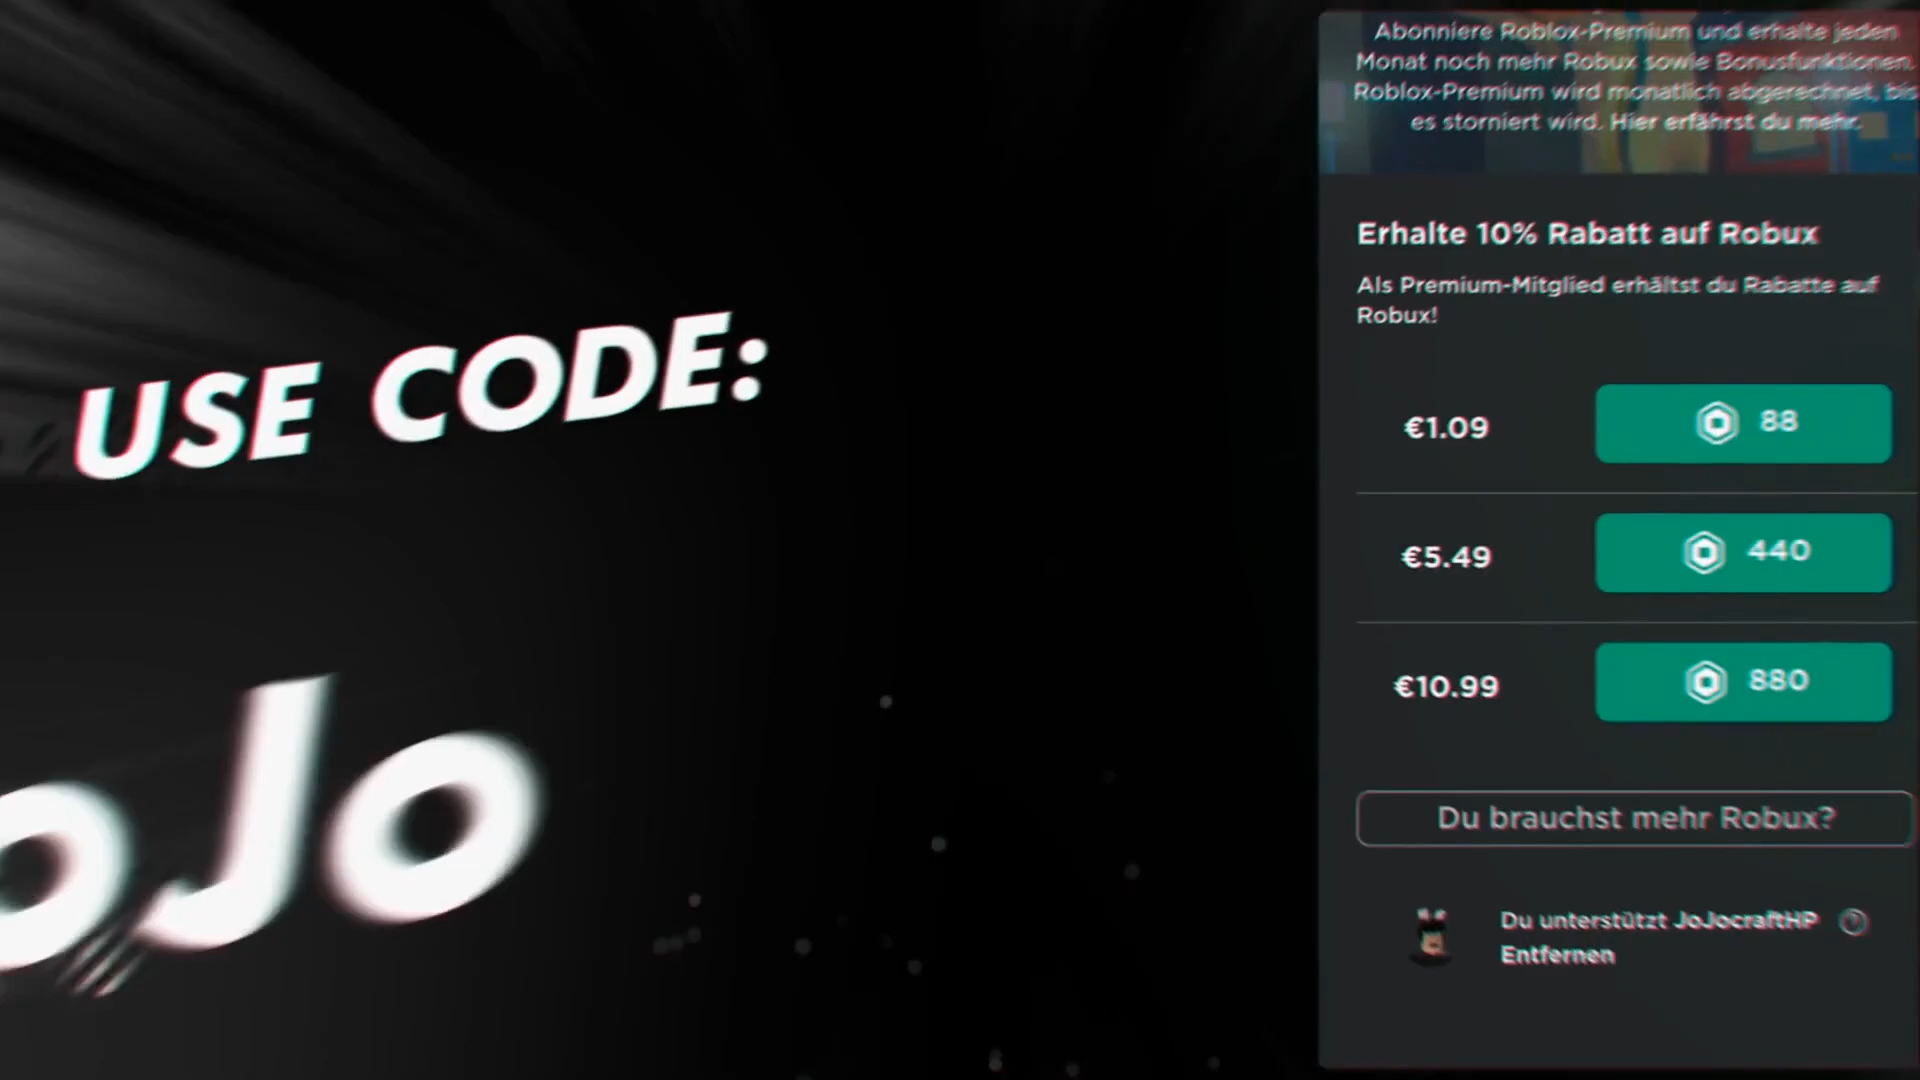 USE CODE:
oJo
Abonniere Roblox-Premium und erhalte jeden
Monat noch mehr Robux sowie Bonusfunktionen.
Roblox-Premium wird monatlich abgerechnet, bis
es storniert wird. Hier erfährst du mehr.
Erhalte 10% Rabatt auf Robux
Als Premium-Mitglied erhältst du Rabatte auf
Robux!
€1.09 88
€5.49 440
€10.99 880
Du brauchst mehr Robux?
Du unterstützt JoJocraftHP ?
Entfernen